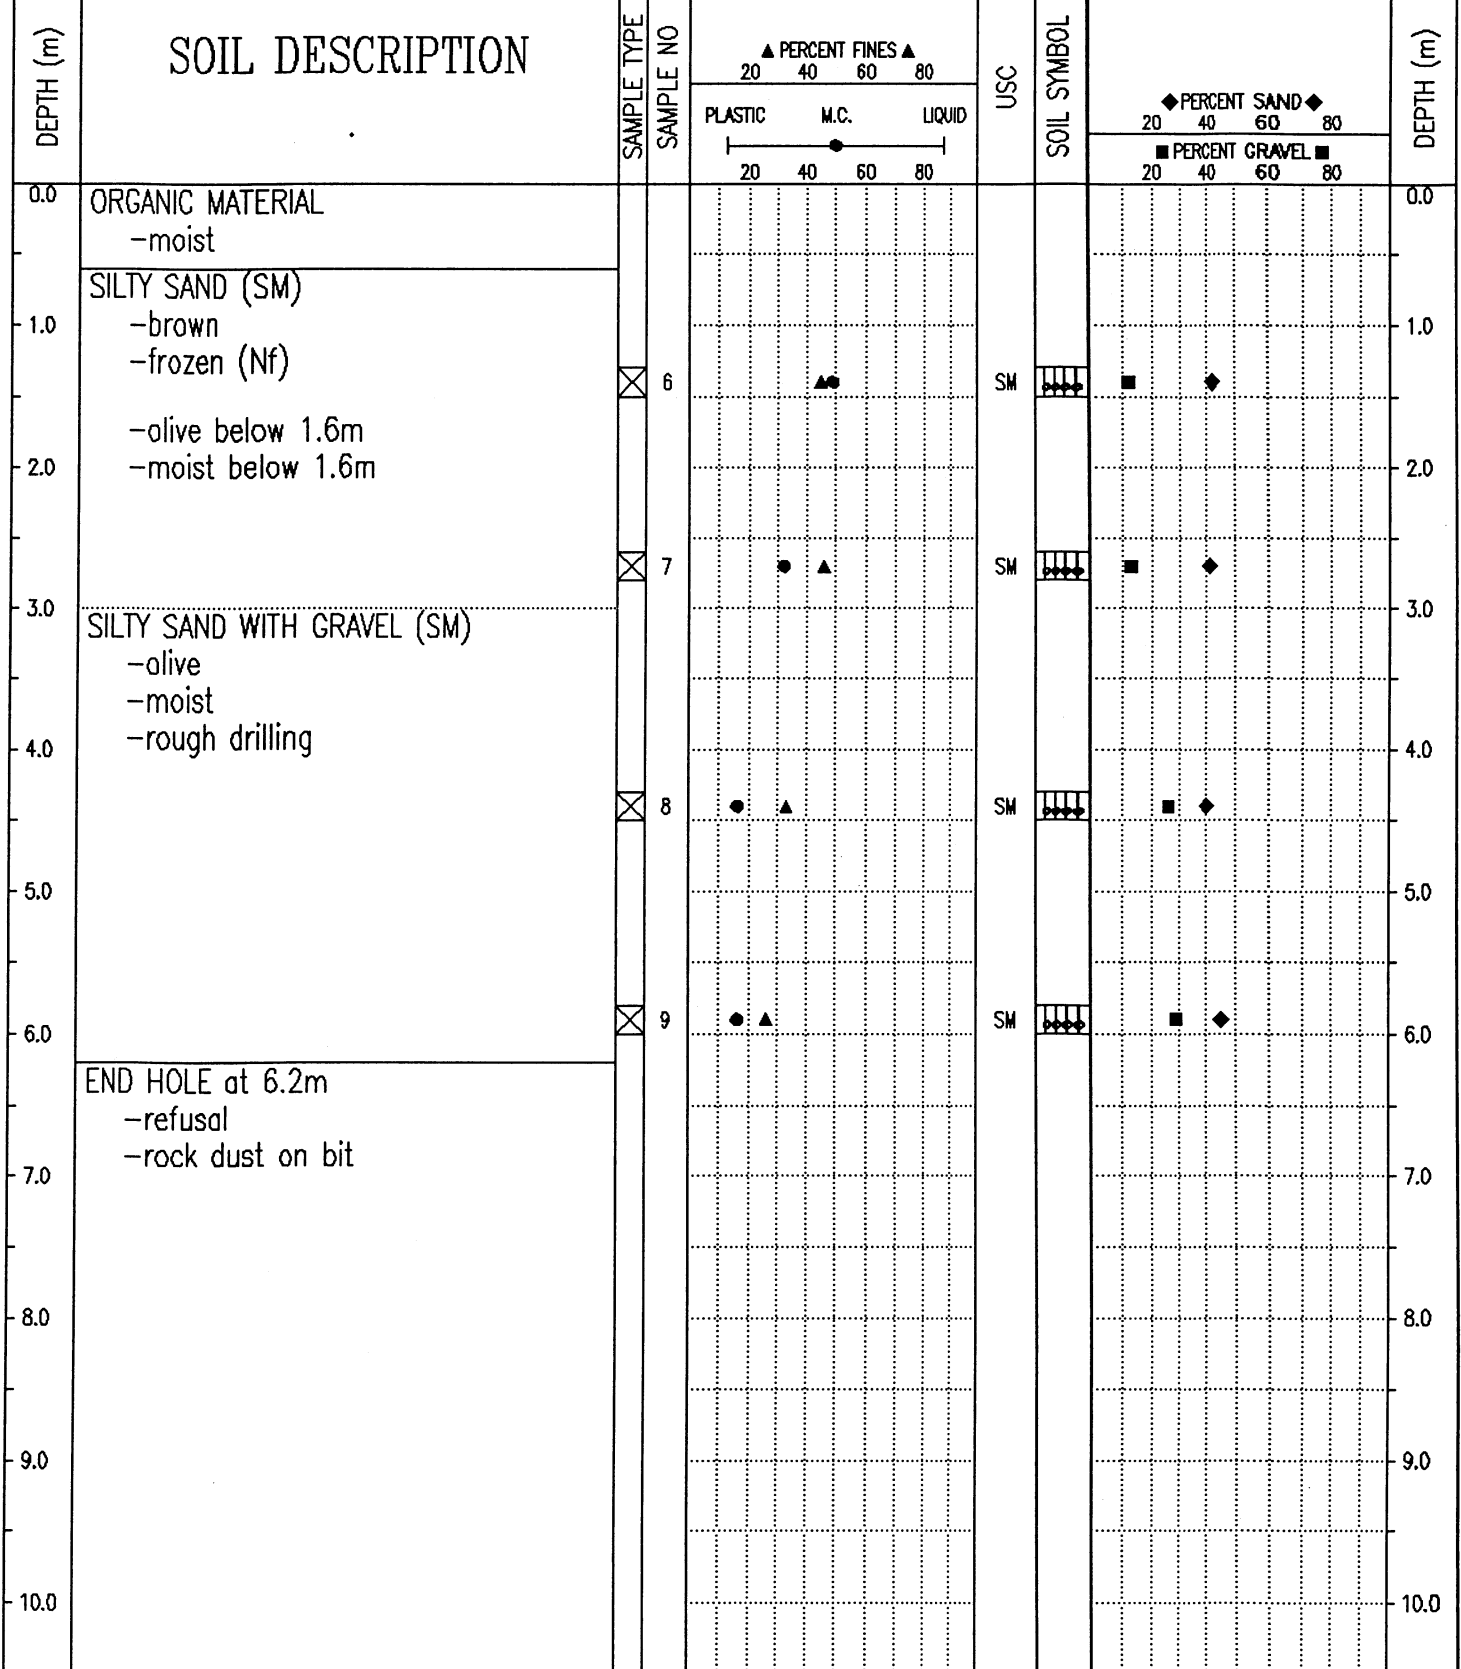 DEPTH (m)
SOIL DESCRIPTION
SAMPLE TYPE
SAMPLE NO
▲ PERCENT FINES ▲
20 40 60 80
PLASTIC M.C. LIQUID
20 40 60 80
USC
SOIL SYMBOL
◆PERCENT SAND◆
20 40 60 80
■PERCENT GRAVEL■
20 40 60 80
DEPTH (m)
0.0
ORGANIC MATERIAL
0.0
-moist
SILTY SAND (SM)
1.0
-brown
1.0
-frozen (Nf)
6 SM
-olive below 1.6m
2.0
-moist below 1.6m
2.0
7 SM
3.0
3.0
SILTY SAND WITH GRAVEL (SM)
-olive
-moist
-rough drilling
4.0
4.0
8 SM
5.0
5.0
9 SM
6.0
6.0
END HOLE at 6.2m
-refusal
-rock dust on bit
7.0
7.0
8.0
8.0
9.0
9.0
10.0
10.0